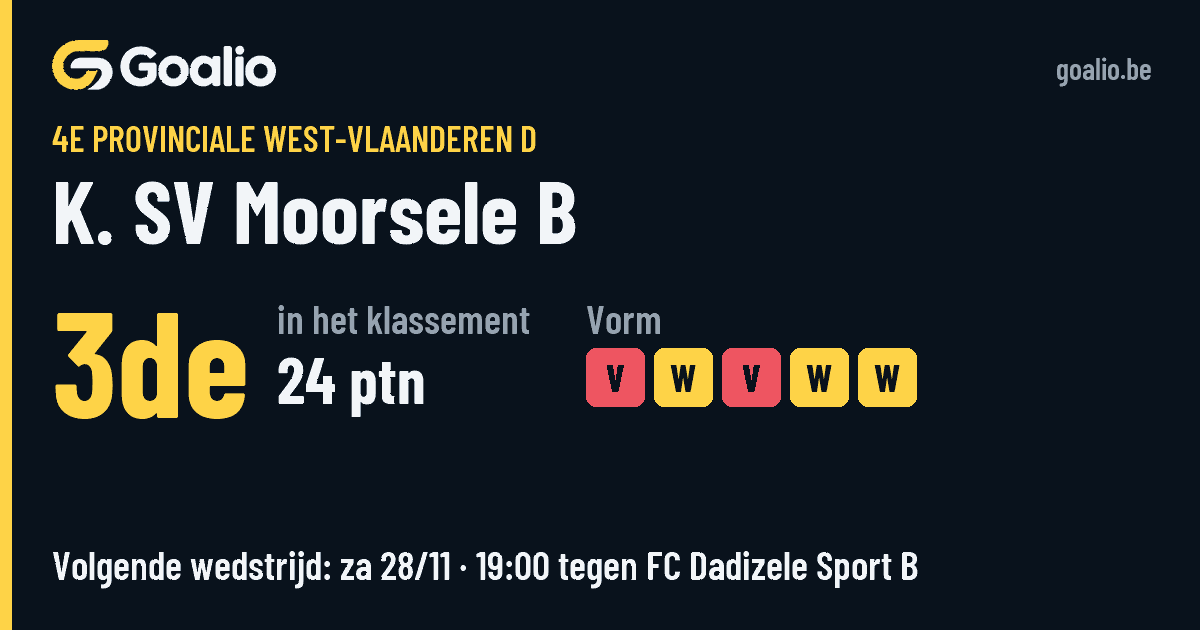 Goalio
goalio.be
4E PROVINCIALE WEST-VLAANDEREN D
K. SV Moorsele B
3de
in het klassement
24 ptn
Vorm
V W V W W
Volgende wedstrijd: za 28/11 · 19:00 tegen FC Dadizele Sport B